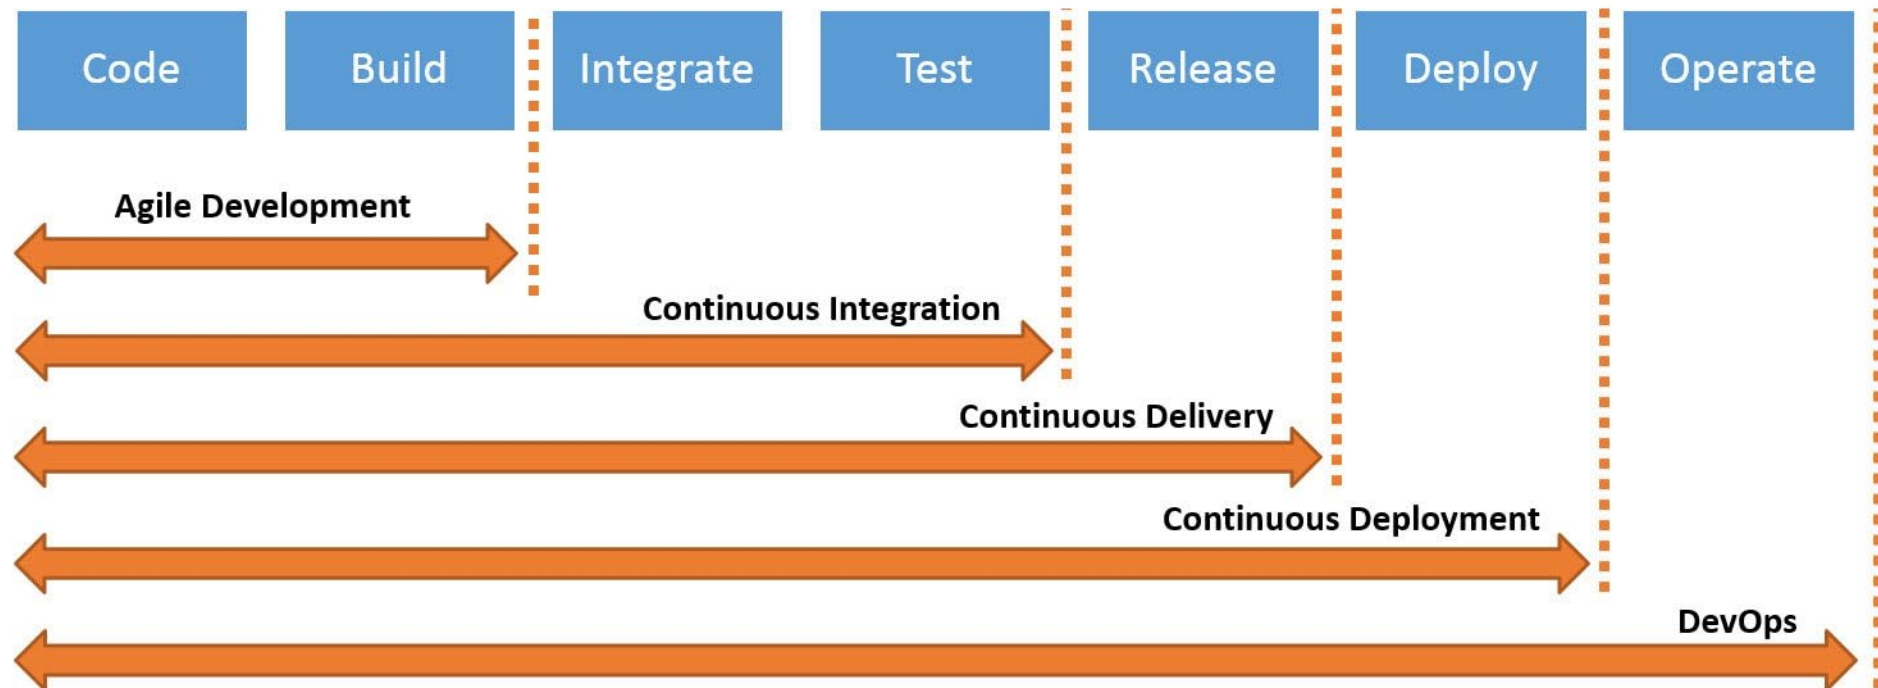 Code Build Integrate Test Release Deploy Operate
Agile Development
Continuous Integration
Continuous Delivery
Continuous Deployment
DevOps